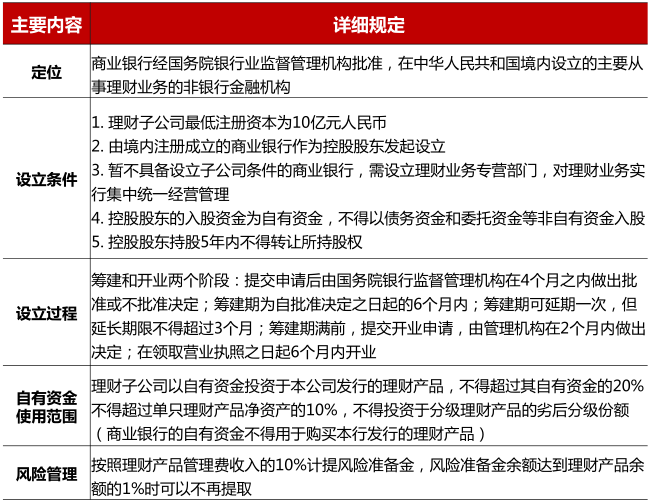 主要内容
详细规定
定位
商业银行经国务院银行业监督管理机构批准，在中华人民共和国境内设立的主要从
事理财业务的非银行金融机构
设立条件
1. 理财子公司最低注册资本为10亿元人民币
2. 由境内注册成立的商业银行作为控股股东发起设立
3. 暂不具备设立子公司条件的商业银行，需设立理财业务专营部门，对理财业务实
行集中统一经营管理
4. 控股股东的入股资金为自有资金，不得以债务资金和委托资金等非自有资金入股
5. 控股股东持股5年内不得转让所持股权
设立过程
筹建和开业两个阶段：提交申请后由国务院银行监督管理机构在4个月之内做出批
准或不批准决定；筹建期为自批准决定之日起的6个月内；筹建期可延期一次，但
延长期限不得超过3个月；筹建期满前，提交开业申请，由管理机构在2个月内做出
决定；在领取营业执照之日起6个月内开业
自有资金
使用范围
理财子公司以自有资金投资于本公司发行的理财产品，不得超过其自有资金的20%
不得超过单只理财产品净资产的10%，不得投资于分级理财产品的劣后分级份额
（商业银行的自有资金不得用于购买本行发行的理财产品）
风险管理
按照理财产品管理费收入的10%计提风险准备金，风险准备金余额达到理财产品余
额的1%时可以不再提取